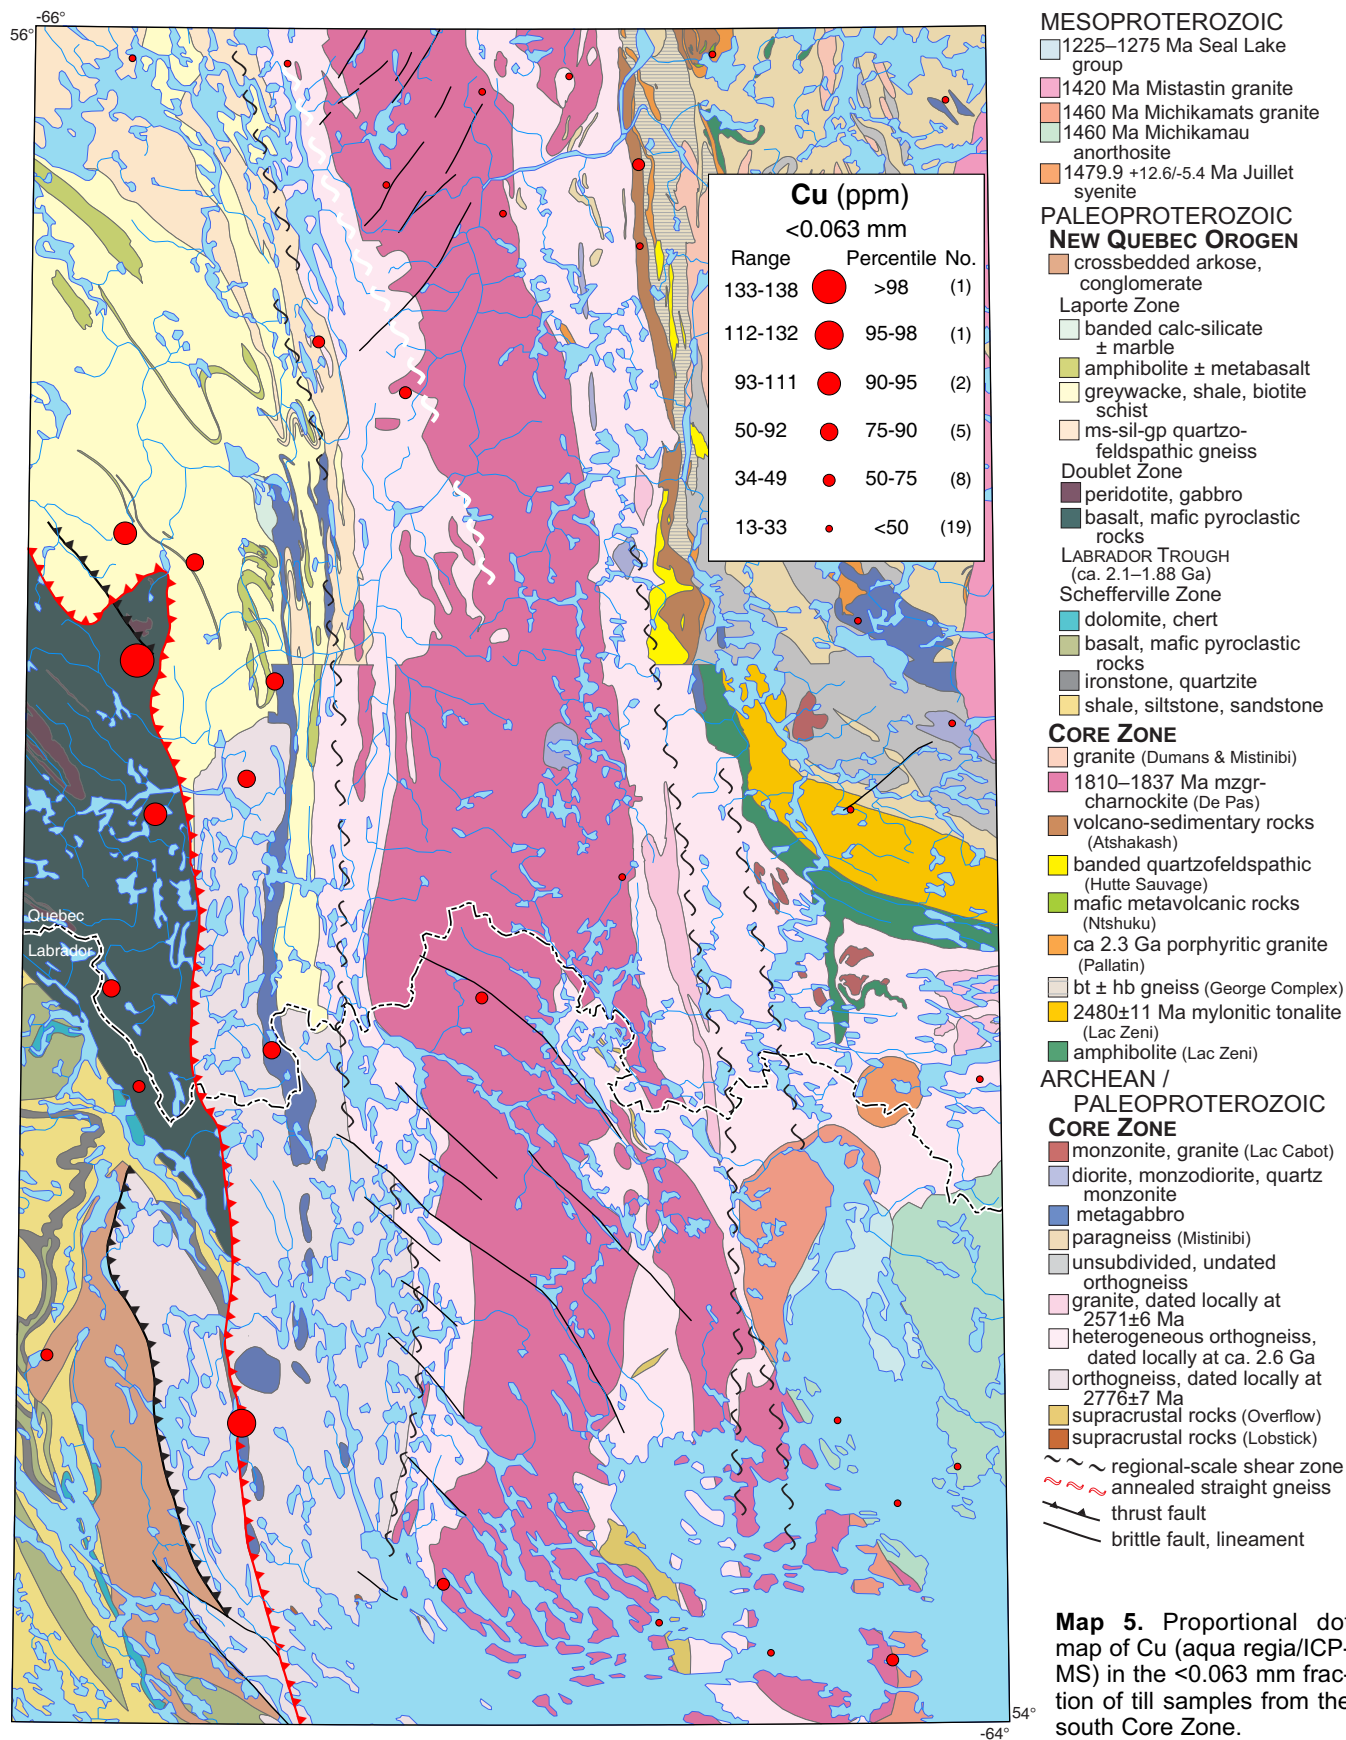 -66°
56°
Cu (ppm)
<0.063 mm
Range Percentile No.
133-138 >98 (1)
112-132 95-98 (1)
93-111 90-95 (2)
50-92 75-90 (5)
34-49 50-75 (8)
13-33 <50 (19)
Quebec
Labrador
54°
-64°
MESOPROTEROZOIC
1225–1275 Ma Seal Lake
group
1420 Ma Mistastin granite
1460 Ma Michikamats granite
1460 Ma Michikamau
anorthosite
1479.9 +12.6/-5.4 Ma Juillet
syenite
PALEOPROTEROZOIC
NEW QUEBEC OROGEN
crossbedded arkose,
conglomerate
Laporte Zone
banded calc-silicate
± marble
amphibolite ± metabasalt
greywacke, shale, biotite
schist
ms-sil-gp quartzo-
feldspathic gneiss
Doublet Zone
peridotite, gabbro
basalt, mafic pyroclastic
rocks
LABRADOR TROUGH
(ca. 2.1–1.88 Ga)
Schefferville Zone
dolomite, chert
basalt, mafic pyroclastic
rocks
ironstone, quartzite
shale, siltstone, sandstone
CORE ZONE
granite (Dumans & Mistinibi)
1810–1837 Ma mzgr-
charnockite (De Pas)
volcano-sedimentary rocks
(Atshakash)
banded quartzofeldspathic
(Hutte Sauvage)
mafic metavolcanic rocks
(Ntshuku)
ca 2.3 Ga porphyritic granite
(Pallatin)
bt ± hb gneiss (George Complex)
2480±11 Ma mylonitic tonalite
(Lac Zeni)
amphibolite (Lac Zeni)
ARCHEAN /
PALEOPROTEROZOIC
CORE ZONE
monzonite, granite (Lac Cabot)
diorite, monzodiorite, quartz
monzonite
metagabbro
paragneiss (Mistinibi)
unsubdivided, undated
orthogneiss
granite, dated locally at
2571±6 Ma
heterogeneous orthogneiss,
dated locally at ca. 2.6 Ga
orthogneiss, dated locally at
2776±7 Ma
supracrustal rocks (Overflow)
supracrustal rocks (Lobstick)
regional-scale shear zone
annealed straight gneiss
thrust fault
brittle fault, lineament
Map 5. Proportional dot
map of Cu (aqua regia/ICP-
MS) in the <0.063 mm frac-
tion of till samples from the
south Core Zone.